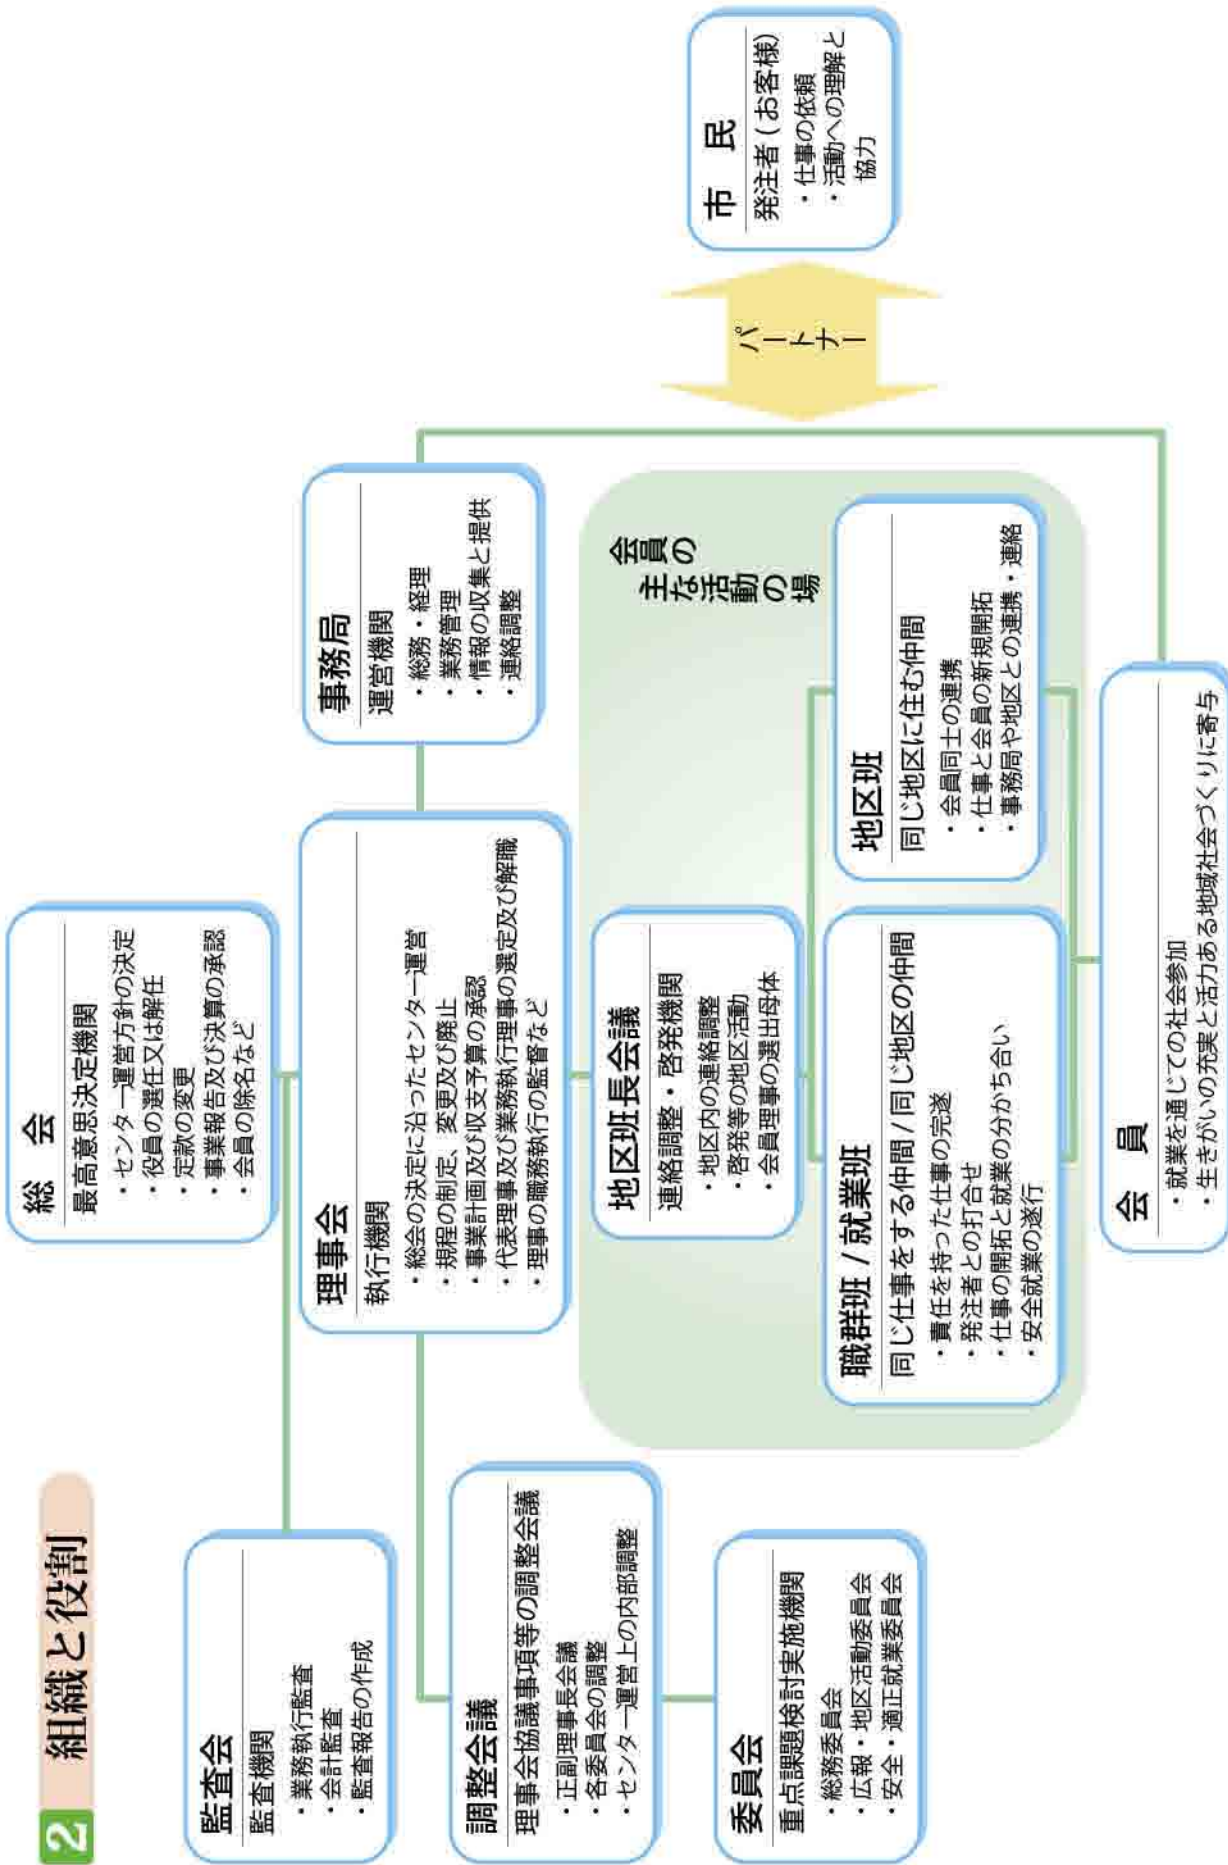 2 組織と役割
総　会
最高意思決定機関
・センター運営方針の決定
・役員の選任又は解任
・定款の変更
・事業報告及び決算の承認
・会員の除名など
監査会
監査機関
・業務執行監査
・会計監査
・監査報告の作成
理事会
執行機関
・総会の決定に沿ったセンター運営
・規程の制定、変更及び廃止
・事業計画及び収支予算の承認
・代表理事及び業務執行理事の選定及び解職
・理事の職務執行の監督など
事務局
運営機関
・総務・経理
・業務管理
・情報の収集と提供
・連絡調整
調整会議
理事会協議事項等の調整会議
・正副理事長会議
・各委員会の調整
・センター運営上の内部調整
委員会
重点課題検討実施機関
・総務委員会
・広報・地区活動委員会
・安全・適正就業委員会
地区班長会議
連絡調整・啓発機関
・地区内の連絡調整
・啓発等の地区活動
・会員理事の選出母体
会員の
主な活動の場
職群班 / 就業班
同じ仕事をする仲間 / 同じ地区の仲間
・責任を持った仕事の完遂
・発注者との打合せ
・仕事の開拓と就業の分かち合い
・安全就業の遂行
地区班
同じ地区に住む仲間
・会員同士の連携
・仕事と会員の新規開拓
・事務局や地区との連携・連絡
会　員
・就業を通じての社会参加
・生きがいの充実と活力ある地域社会づくりに寄与
パートナー
市　民
発注者 ( お客様)
・仕事の依頼
・活動への理解と
協力